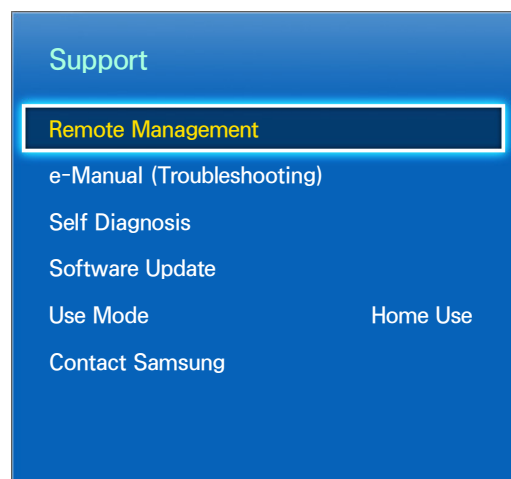 Support
Remote Management
e-Manual (Troubleshooting)
Self Diagnosis
Software Update
Use Mode Home Use
Contact Samsung